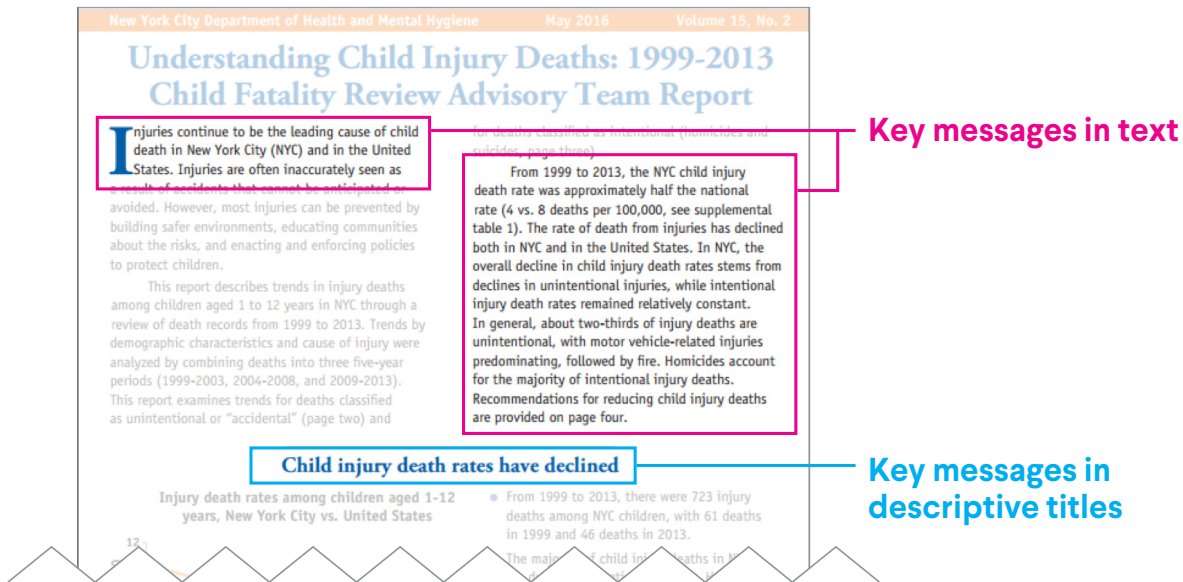 New York City Department of Health and Mental Hygiene May 2016 Volume 15, No. 2
Understanding Child Injury Deaths: 1999-2013
Child Fatality Review Advisory Team Report
Injuries continue to be the leading cause of child
death in New York City (NYC) and in the United
States. Injuries are often inaccurately seen as
a result of accidents that cannot be anticipated or
avoided. However, most injuries can be prevented by
building safer environments, educating communities
about the risks, and enacting and enforcing policies
to protect children.
This report describes trends in injury deaths
among children aged 1 to 12 years in NYC through a
review of death records from 1999 to 2013. Trends by
demographic characteristics and cause of injury were
analyzed by combining deaths into three five-year
periods (1999-2003, 2004-2008, and 2009-2013).
This report examines trends for deaths classified
as unintentional or “accidental” (page two) and
for deaths classified as intentional (homicides and
suicides, page three).
From 1999 to 2013, the NYC child injury
death rate was approximately half the national
rate (4 vs. 8 deaths per 100,000, see supplemental
table 1). The rate of death from injuries has declined
both in NYC and in the United States. In NYC, the
overall decline in child injury death rates stems from
declines in unintentional injuries, while intentional
injury death rates remained relatively constant.
In general, about two-thirds of injury deaths are
unintentional, with motor vehicle-related injuries
predominating, followed by fire. Homicides account
for the majority of intentional injury deaths.
Recommendations for reducing child injury deaths
are provided on page four.
Key messages in text
Child injury death rates have declined
Key messages in
descriptive titles
Injury death rates among children aged 1-12
years, New York City vs. United States
12
• From 1999 to 2013, there were 723 injury
deaths among NYC children, with 61 deaths
in 1999 and 46 deaths in 2013.
The of child deaths in